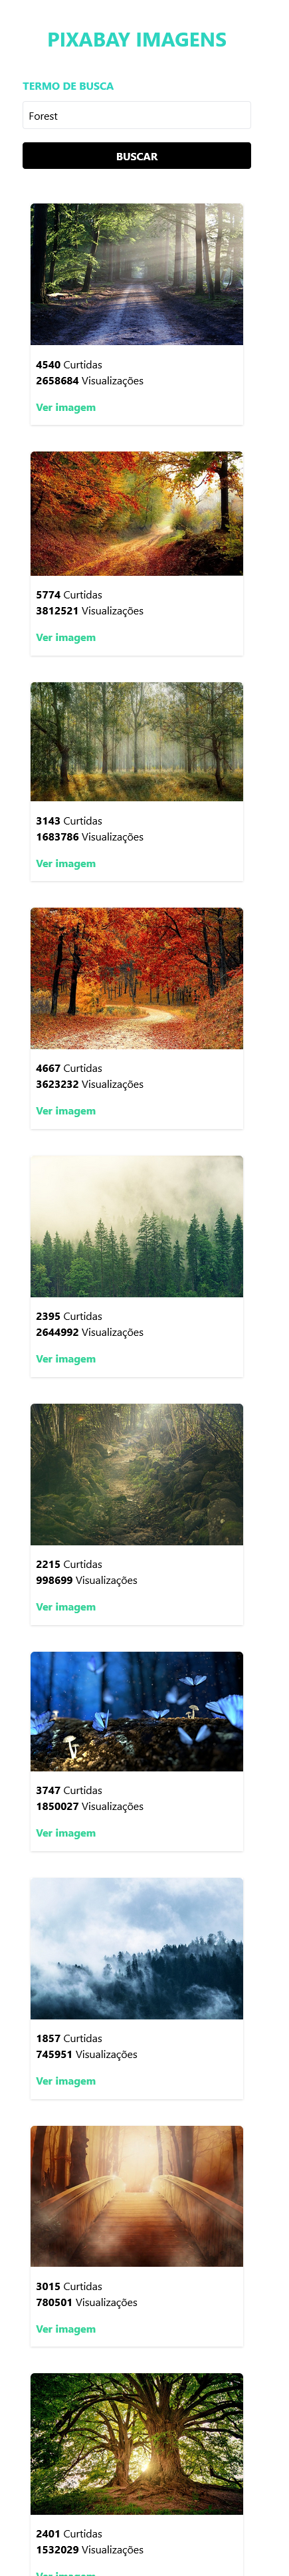 PIXABAY IMAGENS
TERMO DE BUSCA
Forest
BUSCAR
4540 Curtidas
2658684 Visualizações
Ver imagem
5774 Curtidas
3812521 Visualizações
Ver imagem
3143 Curtidas
1683786 Visualizações
Ver imagem
4667 Curtidas
3623232 Visualizações
Ver imagem
2395 Curtidas
2644992 Visualizações
Ver imagem
2215 Curtidas
998699 Visualizações
Ver imagem
3747 Curtidas
1850027 Visualizações
Ver imagem
1857 Curtidas
745951 Visualizações
Ver imagem
3015 Curtidas
780501 Visualizações
Ver imagem
2401 Curtidas
1532029 Visualizações
Ver imagem